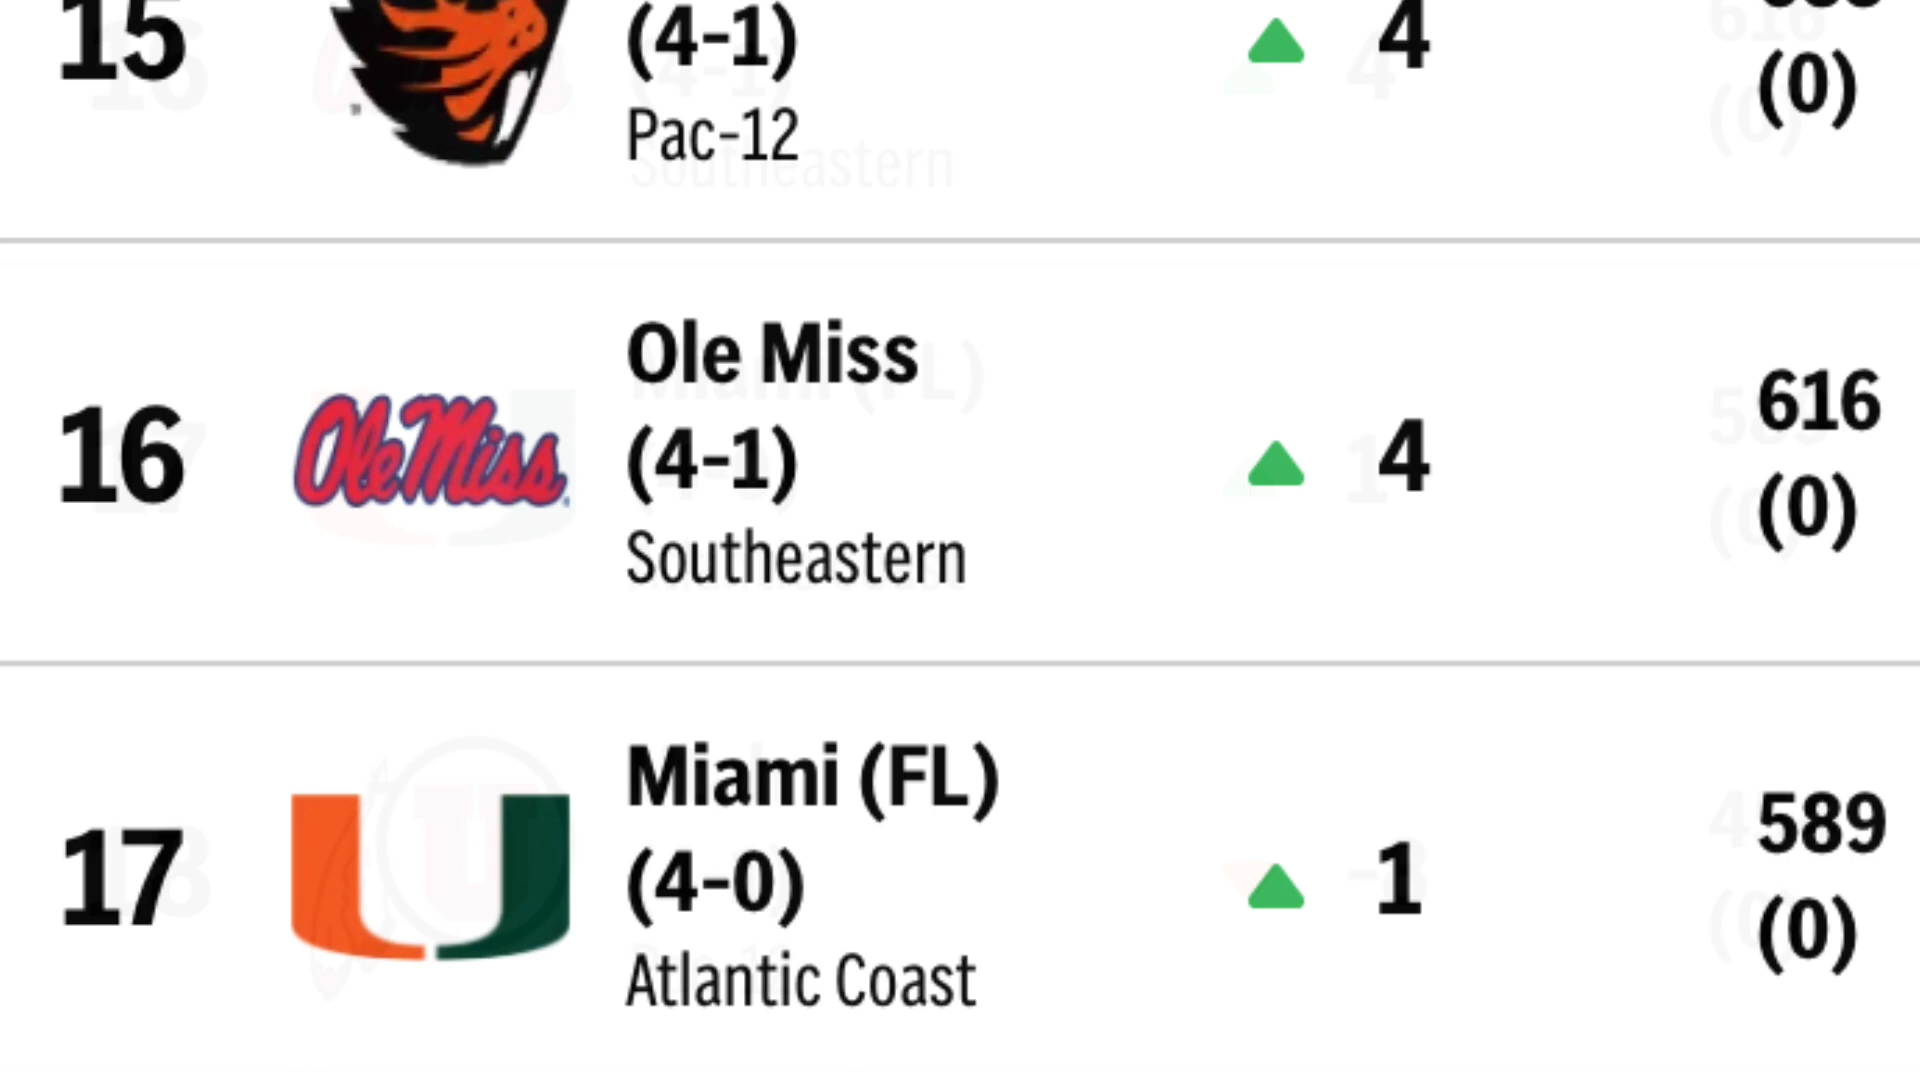 15
(4-1)
Pac-12
4
(0)
16
Ole Miss
Ole Miss
(4-1)
Southeastern
4
616
(0)
17
Miami (FL)
(4-0)
Atlantic Coast
1
589
(0)